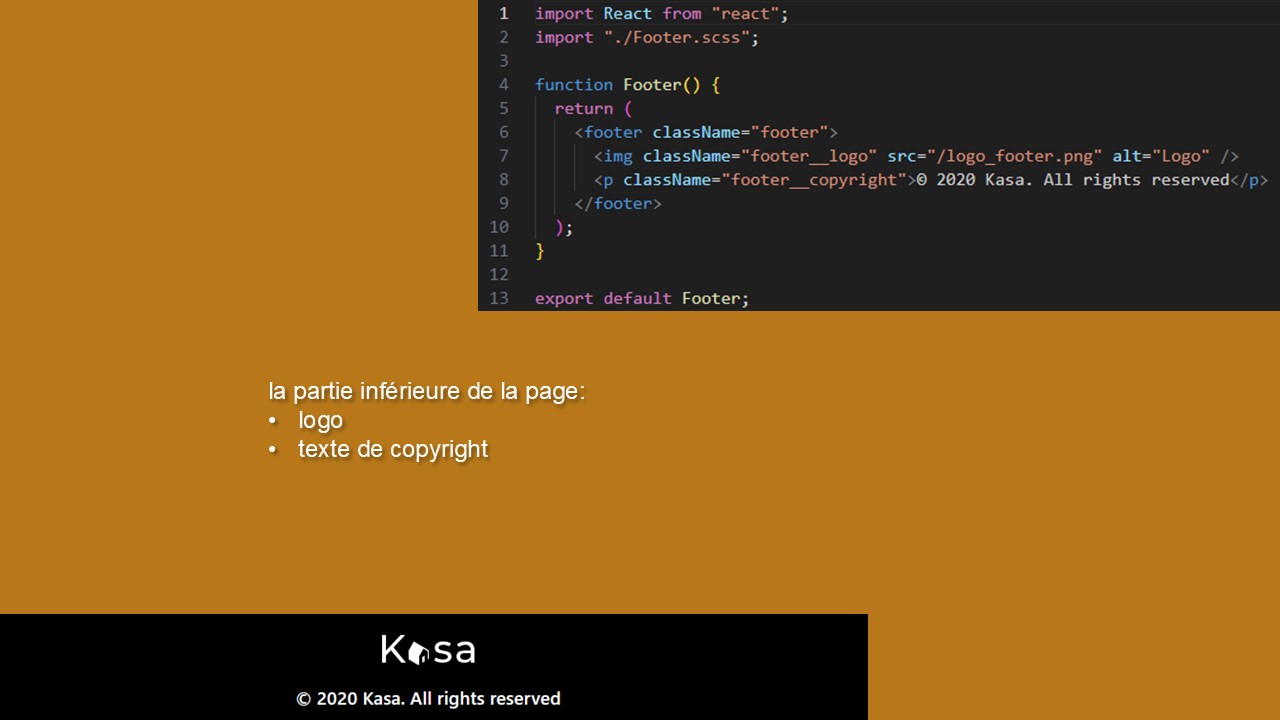 1 import React from "react";
2 import "./Footer.scss";
3
4 function Footer() {
5 return (
6 <footer className="footer">
7 <img className="footer__logo" src="/logo_footer.png" alt="Logo" />
8 <p className="footer__copyright">© 2020 Kasa. All rights reserved</p>
9 </footer>
10 );
11 }
12
13 export default Footer;
la partie inférieure de la page:
• logo
• texte de copyright
Kasa
© 2020 Kasa. All rights reserved